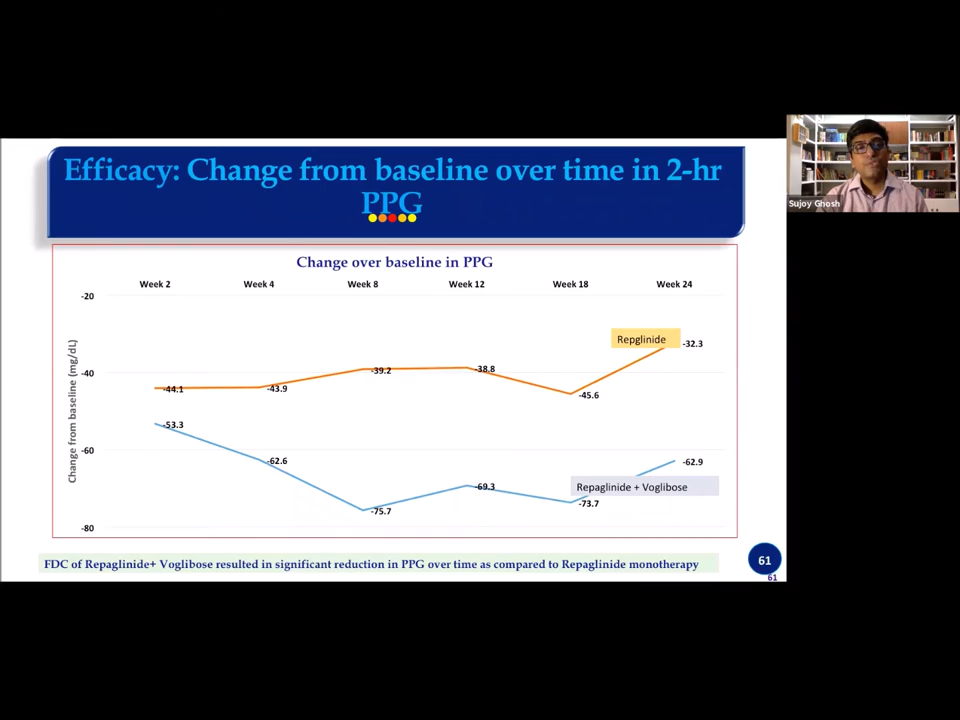 Efficacy: Change from baseline over time in 2-hr
PPG
Sujoy Ghosh
Change over baseline in PPG
Week 2 Week 4 Week 8 Week 12 Week 18 Week 24
-20
-40
-60
-80
Change from baseline (mg/dL)
Repglinide
-44.1 -43.9 -39.2 -38.8 -45.6 -32.3
-53.3 -62.6 -75.7 -69.3 -73.7 -62.9
Repaglinide + Voglibose
FDC of Repaglinide+ Voglibose resulted in significant reduction in PPG over time as compared to Repaglinide monotherapy
61
61